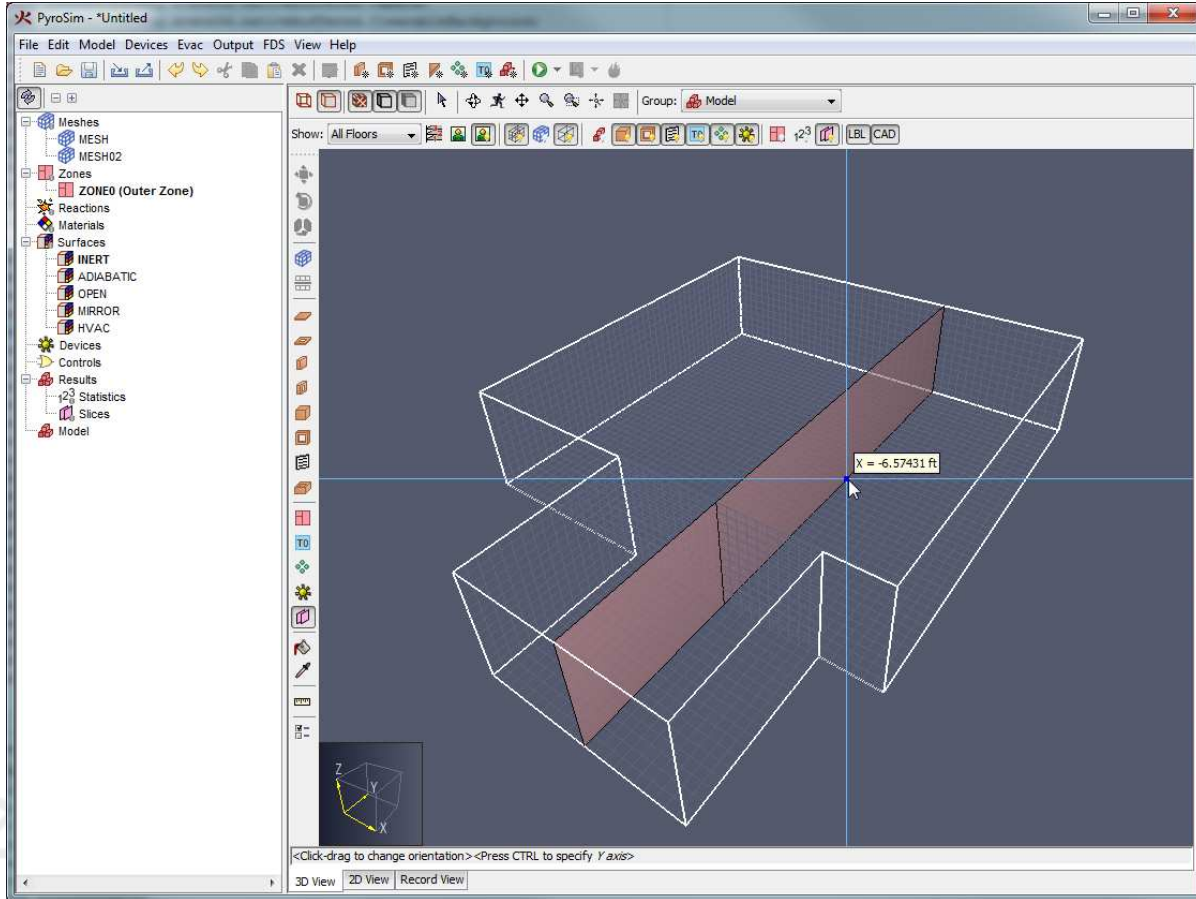 PyroSim - *Untitled
File Edit Model Devices Evac Output FDS View Help
Group: Model
Show: All Floors
LBL CAD
Meshes
MESH
MESH02
Zones
ZONE0 (Outer Zone)
Reactions
Materials
Surfaces
INERT
ADIABATIC
OPEN
MIRROR
HVAC
Devices
Controls
Results
Statistics
Slices
Model
X = -6.57431 ft
Z
Y
X
<Click-drag to change orientation><Press CTRL to specify Y axis>
3D View 2D View Record View